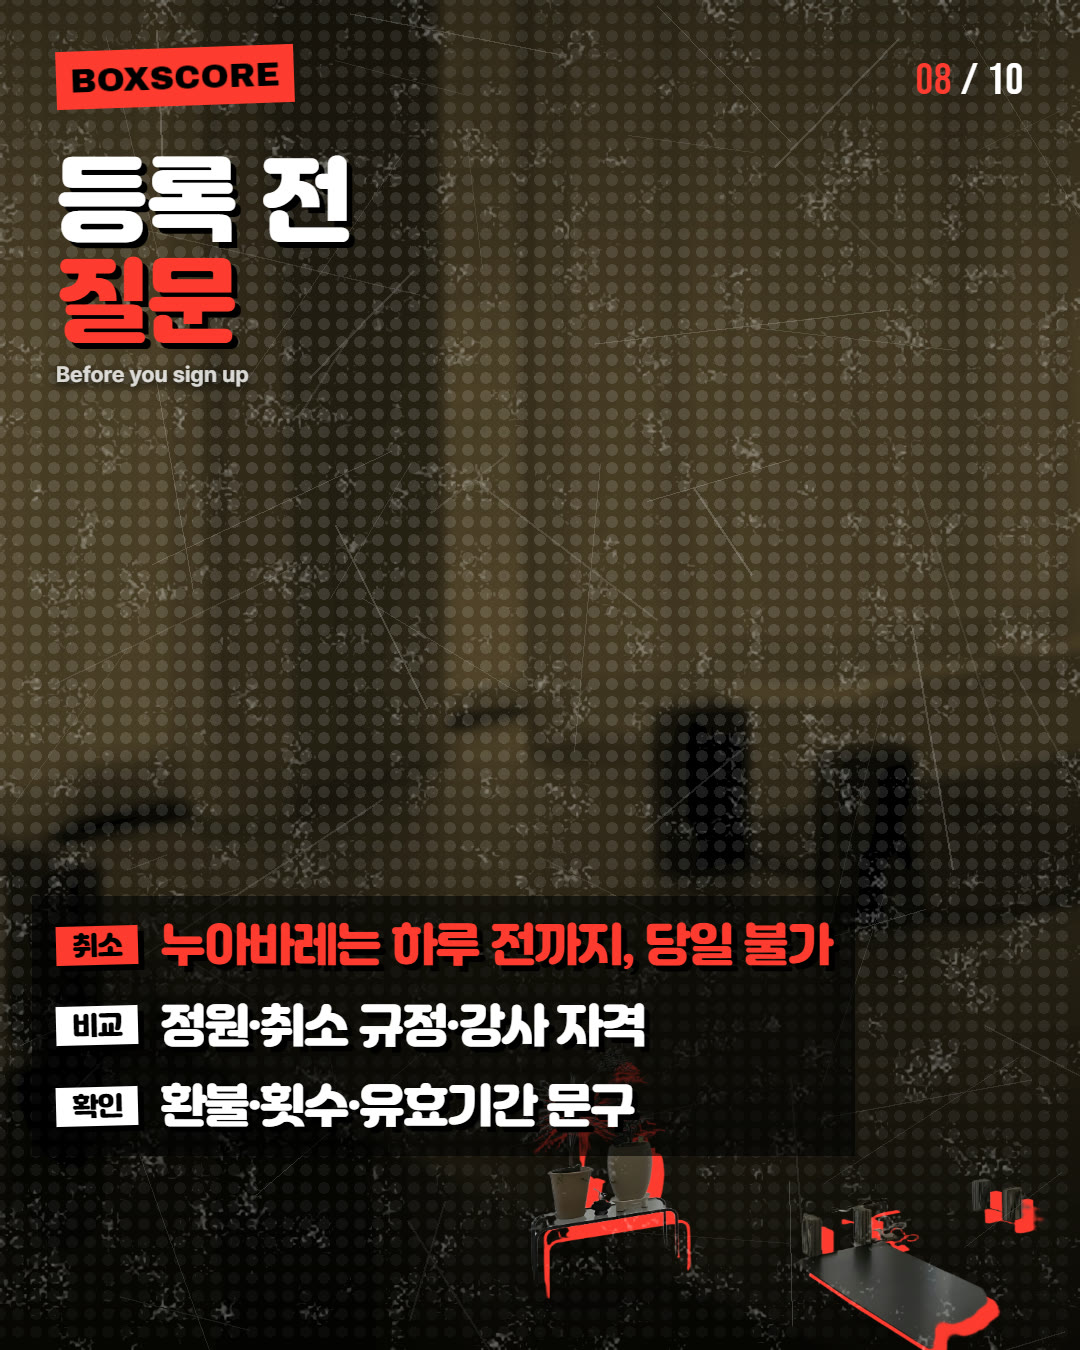 BOXSCORE
08 / 10
등록 전
질문
Before you sign up
취소 누아바레는 하루 전까지, 당일 불가
비교 정원·취소 규정·강사 자격
확인 환불·횟수·유효기간 문구